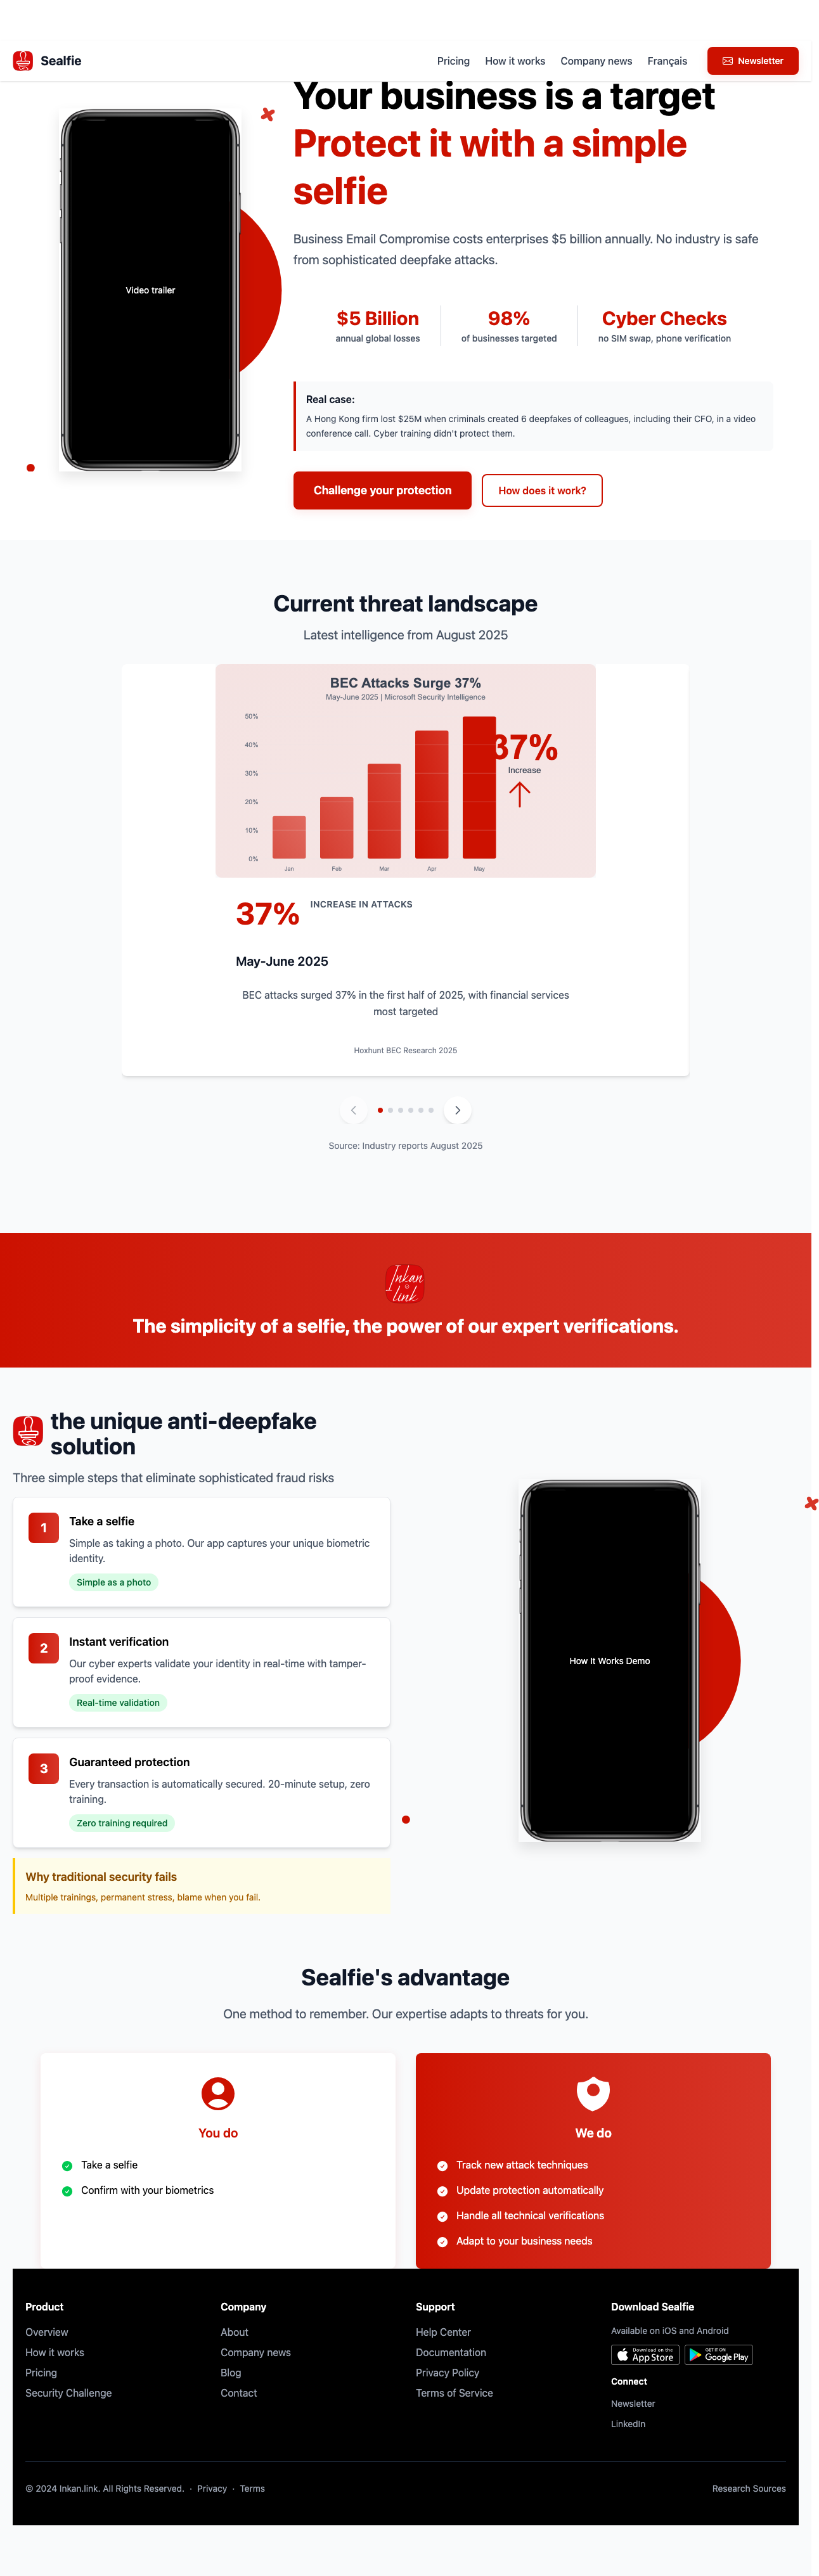 Sealfie
Pricing
How it works
Company news
Français
Newsletter
Your business is a target
Protect it with a simple
selfie
Video trailer
Business Email Compromise costs enterprises $5 billion annually. No industry is safe
from sophisticated deepfake attacks.
$5 Billion
annual global losses
98%
of businesses targeted
Cyber Checks
no SIM swap, phone verification
Real case:
A Hong Kong firm lost $25M when criminals created 6 deepfakes of colleagues, including their CFO, in a video
conference call. Cyber training didn't protect them.
Challenge your protection
How does it work?
Current threat landscape
Latest intelligence from August 2025
BEC Attacks Surge 37%
May-June 2025 | Microsoft Security Intelligence
50%
40%
30%
20%
10%
0%
Jan
Feb
Mar
Apr
May
37%
Increase
37%
INCREASE IN ATTACKS
May-June 2025
BEC attacks surged 37% in the first half of 2025, with financial services
most targeted
Hoxhunt BEC Research 2025
Source: Industry reports August 2025
Inkan
link
The simplicity of a selfie, the power of our expert verifications.
the unique anti-deepfake
solution
Three simple steps that eliminate sophisticated fraud risks
1
Take a selfie
Simple as taking a photo. Our app captures your unique biometric
identity.
Simple as a photo
2
Instant verification
Our cyber experts validate your identity in real-time with tamper-
proof evidence.
Real-time validation
3
Guaranteed protection
Every transaction is automatically secured. 20-minute setup, zero
training.
Zero training required
Why traditional security fails
Multiple trainings, permanent stress, blame when you fail.
How It Works Demo
Sealfie's advantage
One method to remember. Our expertise adapts to threats for you.
You do
Take a selfie
Confirm with your biometrics
We do
Track new attack techniques
Update protection automatically
Handle all technical verifications
Adapt to your business needs
Product
Overview
How it works
Pricing
Security Challenge
Company
About
Company news
Blog
Contact
Support
Help Center
Documentation
Privacy Policy
Terms of Service
Download Sealfie
Available on iOS and Android
Download on the
App Store
GET IT ON
Google Play
Connect
Newsletter
LinkedIn
© 2024 Inkan.link. All Rights Reserved. · Privacy · Terms
Research Sources